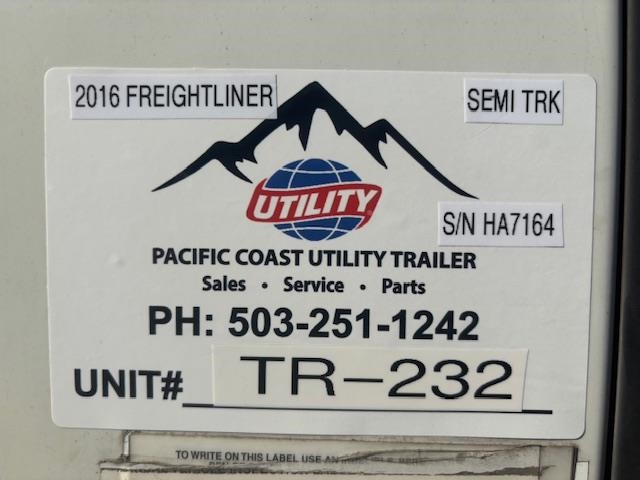 2016 FREIGHTLINER
SEMI TRK
UTILITY
S/N HA7164
PACIFIC COAST UTILITY TRAILER
Sales • Service • Parts
PH: 503-251-1242
UNIT# TR-232
TO WRITE ON THIS LABEL USE AN